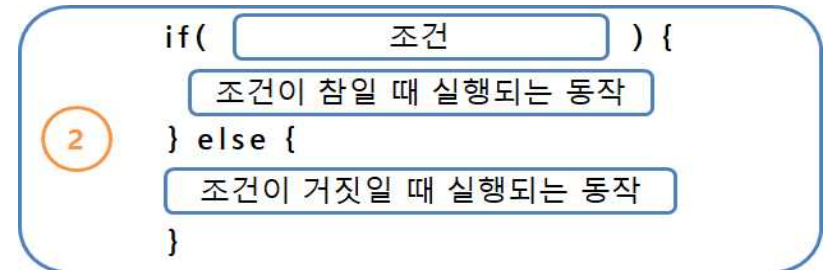 if( 조건 ) {
조건이 참일 때 실행되는 동작
2 } else {
조건이 거짓일 때 실행되는 동작
}